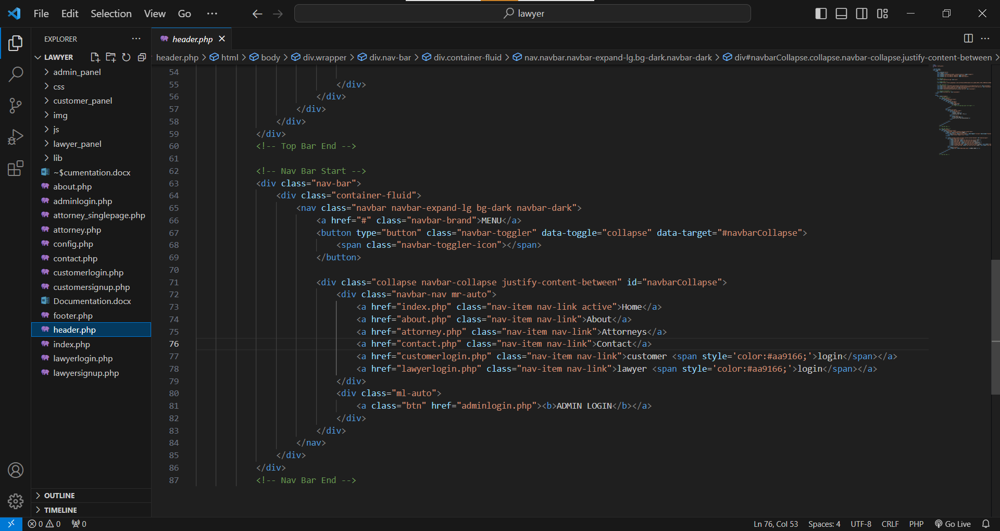 File Edit Selection View Go ··· lawyer
EXPLORER ···
LAWYER
admin_panel
css
customer_panel
img
js
lawyer_panel
lib
~$cumentation.docx
about.php
adminlogin.php
attorney_singlepage.php
attorney.php
config.php
contact.php
customerlogin.php
customersignup.php
Documentation.docx
footer.php
header.php
index.php
lawyerlogin.php
lawyersignup.php
OUTLINE
TIMELINE
header.php
header.php > html > body > div.wrapper > div.nav-bar > div.container-fluid > nav.navbar.navbar-expand-lg.bg-dark.navbar-dark > div#navbarCollapse.collapse.navbar-collapse.justify-content-between >
54
55 </div>
56 </div>
57 </div>
58 </div>
59 </div>
60 <!-- Top Bar End -->
61
62 <!-- Nav Bar Start -->
63 <div class="nav-bar">
64 <div class="container-fluid">
65 <nav class="navbar navbar-expand-lg bg-dark navbar-dark">
66 <a href="#" class="navbar-brand">MENU</a>
67 <button type="button" class="navbar-toggler" data-toggle="collapse" data-target="#navbarCollapse">
68 <span class="navbar-toggler-icon"></span>
69 </button>
70
71 <div class="collapse navbar-collapse justify-content-between" id="navbarCollapse">
72 <div class="navbar-nav mr-auto">
73 <a href="index.php" class="nav-item nav-link active">Home</a>
74 <a href="about.php" class="nav-item nav-link">About</a>
75 <a href="attorney.php" class="nav-item nav-link">Attorneys</a>
76 <a href="contact.php" class="nav-item nav-link">Contact</a>
77 <a href="customerlogin.php" class="nav-item nav-link">customer <span style='color:#aa9166;'>login</span></a>
78 <a href="lawyerlogin.php" class="nav-item nav-link">lawyer <span style='color:#aa9166;'>login</span></a>
79 </div>
80 <div class="ml-auto">
81 <a class="btn" href="adminlogin.php"><b>ADMIN LOGIN</b></a>
82 </div>
83 </div>
84 </nav>
85 </div>
86 </div>
87 <!-- Nav Bar End -->
0 0 0 Ln 76, Col 53 Spaces: 4 UTF-8 CRLF PHP Go Live